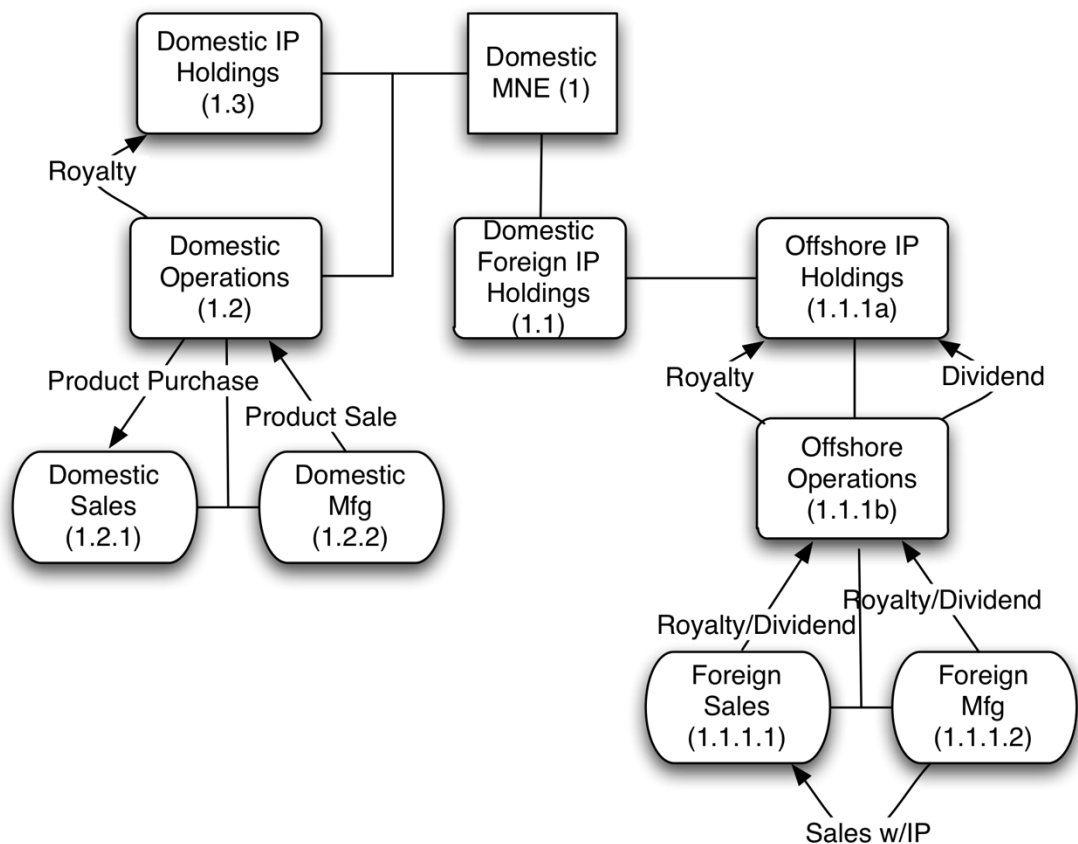 Domestic IP
Holdings
(1.3)
Domestic
MNE (1)
Royalty
Domestic
Operations
(1.2)
Domestic
Foreign IP
Holdings
(1.1)
Offshore IP
Holdings
(1.1.1a)
Product Purchase
Product Sale
Royalty
Dividend
Domestic
Sales
(1.2.1)
Domestic
Mfg
(1.2.2)
Offshore
Operations
(1.1.1b)
Royalty/Dividend
Royalty/Dividend
Foreign
Sales
(1.1.1.1)
Foreign
Mfg
(1.1.1.2)
Sales w/IP